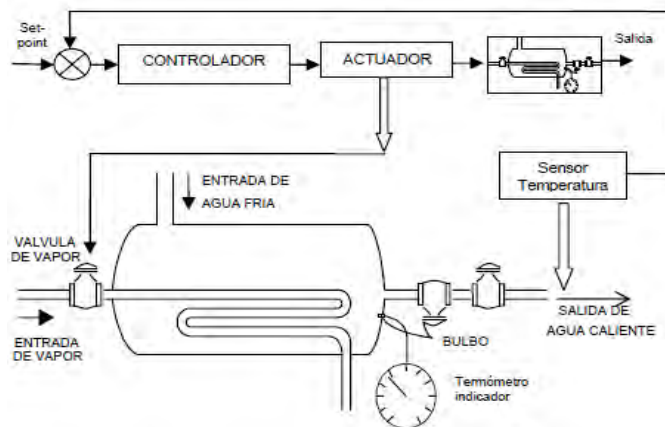 Set-
point
CONTROLADOR
ACTUADOR
Salida
Sensor
Temperatura
ENTRADA DE
AGUA FRIA
VALVULA
DE VAPOR
ENTRADA
DE VAPOR
BULBO
SALIDA DE
AGUA CALIENTE
Termómetro
indicador